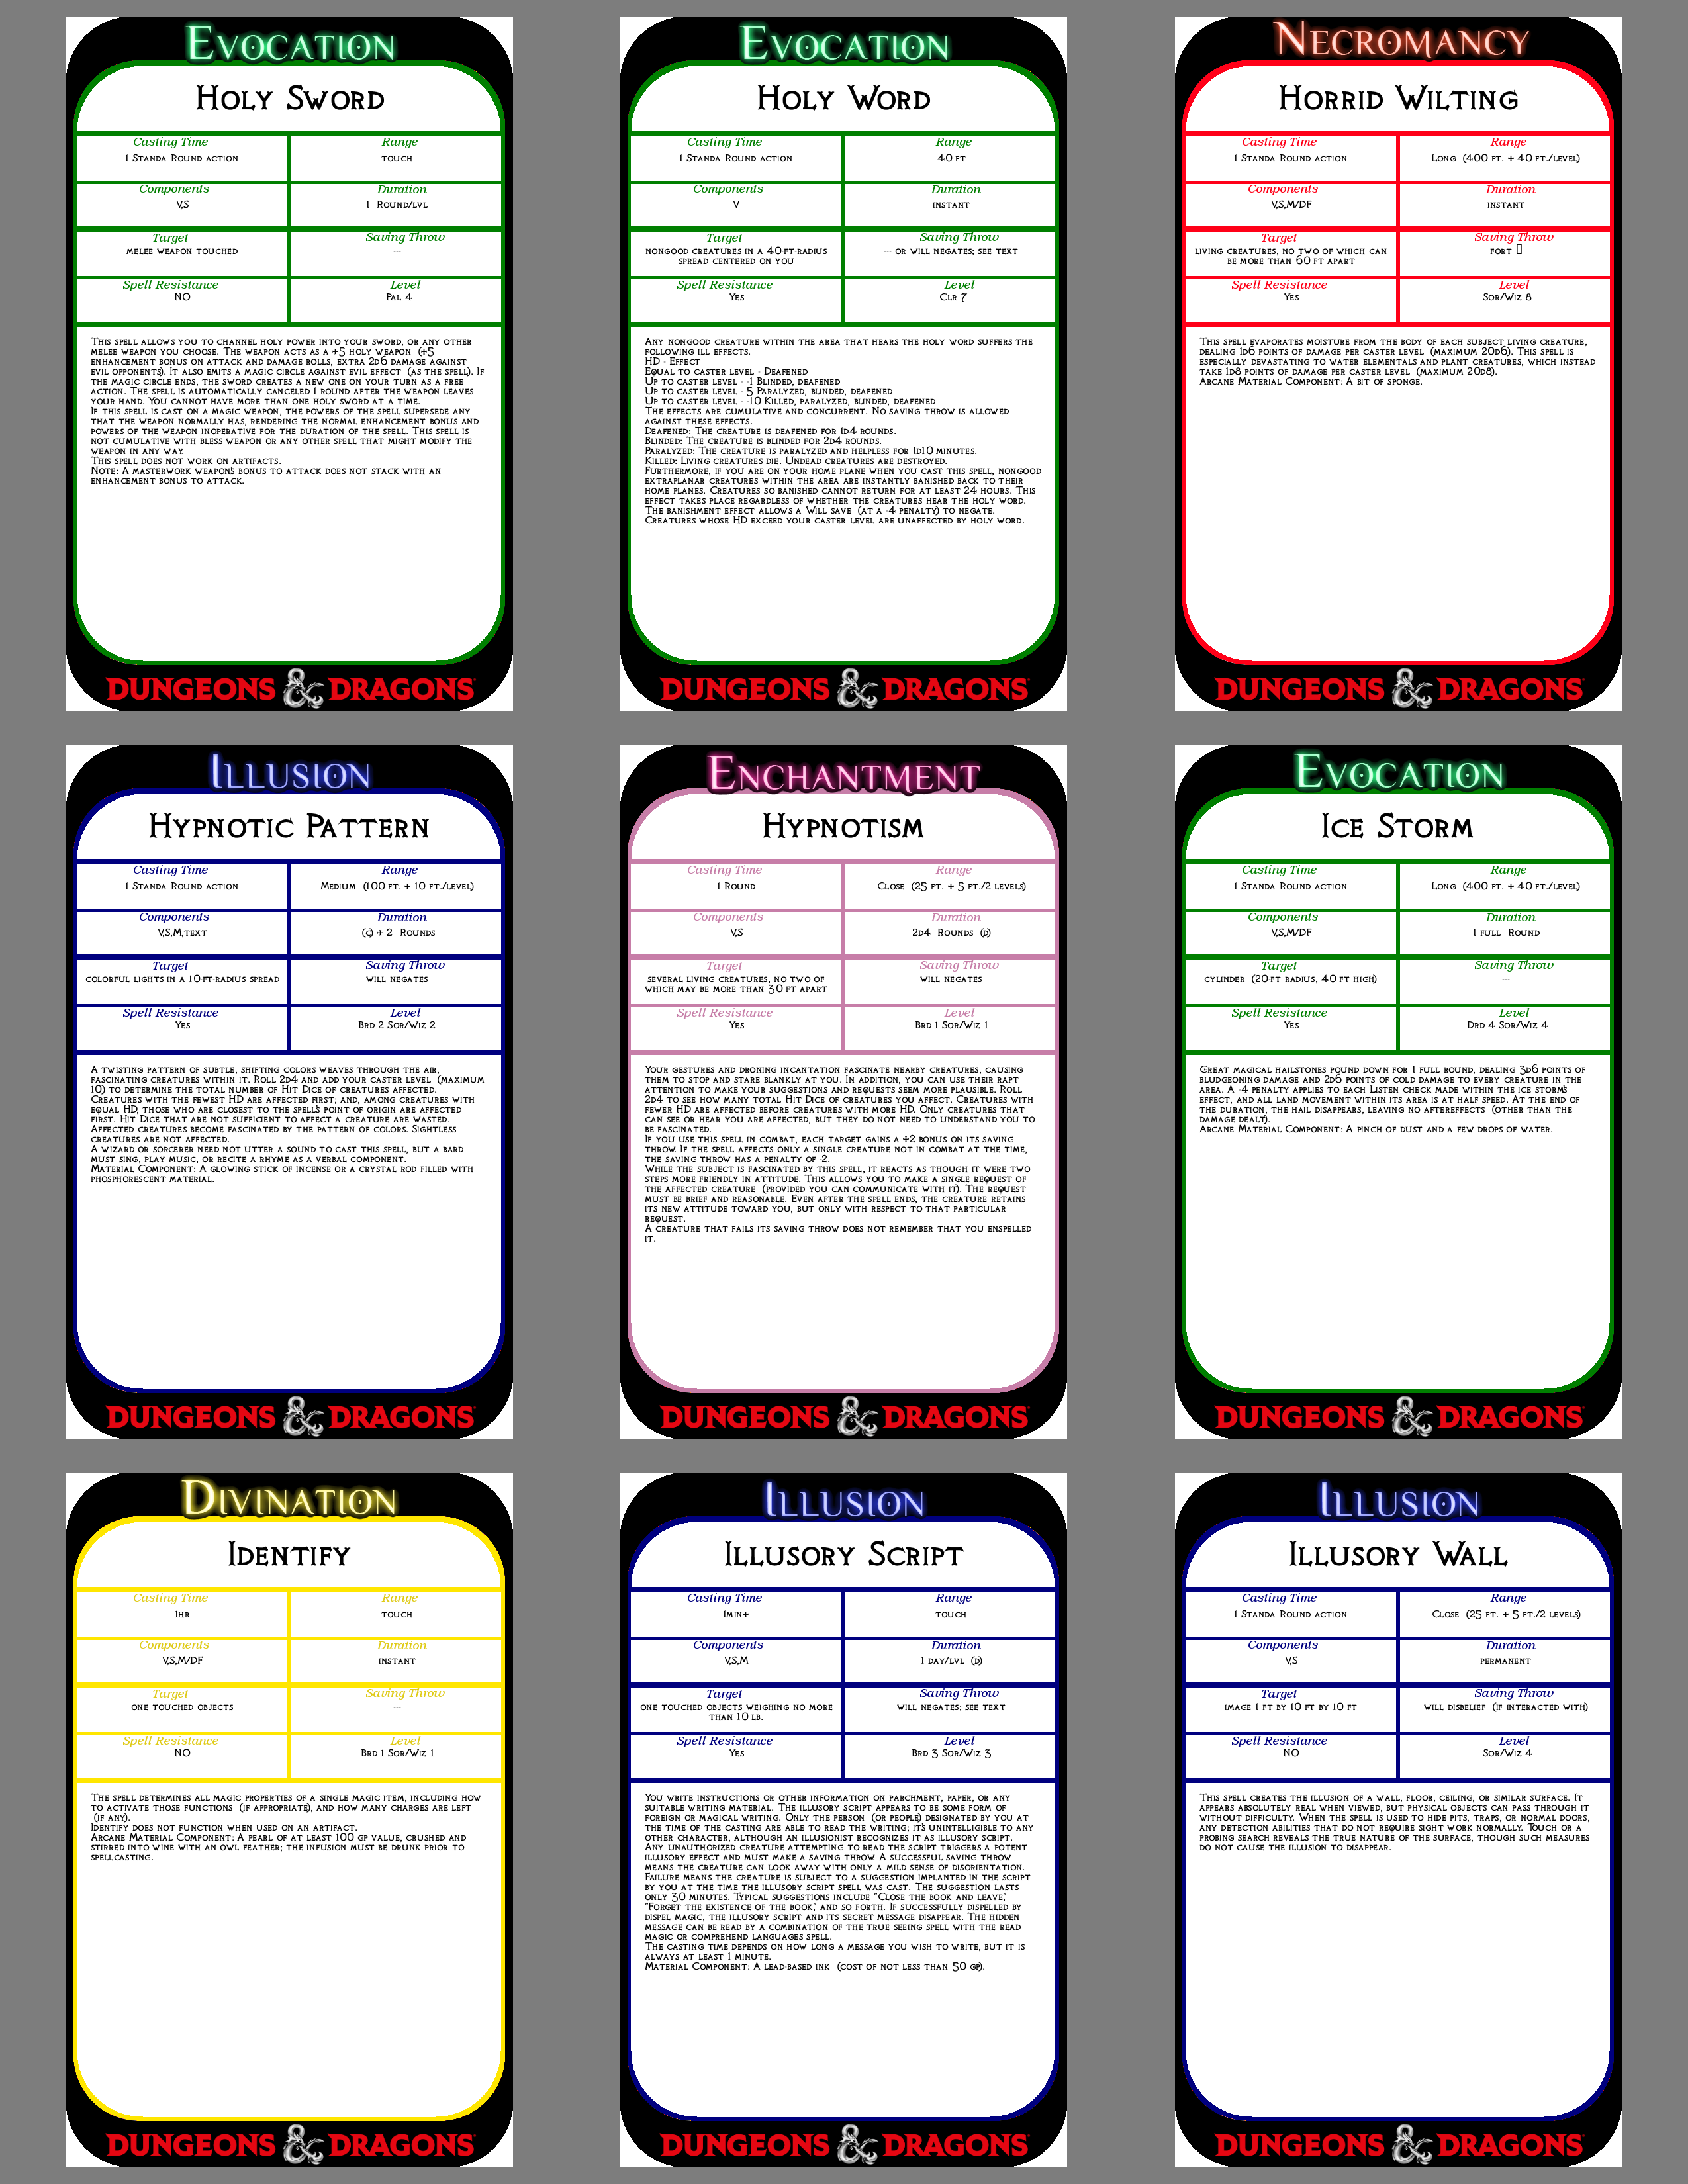 Evocation
Holy Sword
Casting Time
Range
1 Standa Round action
touch
Components
Duration
V,S
1 Round/lvl
Target
Saving Throw
melee weapon touched
---
Spell Resistance
Level
NO
Pal 4
This spell allows you to channel holy power into your sword, or any other
melee weapon you choose. The weapon acts as a +5 holy weapon (+5
enhancement bonus on attack and damage rolls, extra 2d6 damage against
evil opponents). It also emits a magic circle against evil effect (as the spell). If
the magic circle ends, the sword creates a new one on your turn as a free
action. The spell is automatically canceled 1 round after the weapon leaves
your hand. You cannot have more than one holy sword at a time.
If this spell is cast on a magic weapon, the powers of the spell supersede any
that the weapon normally has, rendering the normal enhancement bonus and
powers of the weapon inoperative for the duration of the spell. This spell is
not cumulative with bless weapon or any other spell that might modify the
weapon in any way.
This spell does not work on artifacts.
Note: A masterwork weapon's bonus to attack does not stack with an
enhancement bonus to attack.
DUNGEONS & DRAGONS
Evocation
Holy Word
Casting Time
Range
1 Standa Round action
40 ft
Components
Duration
V
instant
Target
Saving Throw
nongood creatures in a 40-ft-radius
spread centered on you
--- or will negates; see text
Spell Resistance
Level
Yes
Clr 7
Any nongood creature within the area that hears the holy word suffers the
following ill effects.
HD - Effect
Equal to caster level - Deafened
Up to caster level - -1 Blinded, deafened
Up to caster level - 5 Paralyzed, blinded, deafened
Up to caster level - -10 Killed, paralyzed, blinded, deafened
The effects are cumulative and concurrent. No saving throw is allowed
against these effects.
Deafened: The creature is deafened for 1d4 rounds.
Blinded: The creature is blinded for 2d4 rounds.
Paralyzed: The creature is paralyzed and helpless for 1d10 minutes.
Killed: Living creatures die. Undead creatures are destroyed.
Furthermore, if you are on your home plane when you cast this spell, nongood
extraplanar creatures within the area are instantly banished back to their
home planes. Creatures so banished cannot return for at least 24 hours. This
effect takes place regardless of whether the creatures hear the holy word.
The banishment effect allows a Will save (at a -4 penalty) to negate.
Creatures whose HD exceed your caster level are unaffected by holy word.
DUNGEONS & DRAGONS
Necromancy
Horrid Wilting
Casting Time
Range
1 Standa Round action
Long (400 ft. + 40 ft./level)
Components
Duration
V,S,M/DF
instant
Target
Saving Throw
living creatures, no two of which can
be more than 60 ft apart
fort
Spell Resistance
Level
Yes
Sor/Wiz 8
This spell evaporates moisture from the body of each subject living creature,
dealing 1d6 points of damage per caster level (maximum 20d6). This spell is
especially devastating to water elementals and plant creatures, which instead
take 1d8 points of damage per caster level (maximum 20d8).
Arcane Material Component: A bit of sponge.
DUNGEONS & DRAGONS
Illusion
Hypnotic Pattern
Casting Time
Range
1 Standa Round action
Medium (100 ft. + 10 ft./level)
Components
Duration
V,S,M,text
(c) + 2 Rounds
Target
Saving Throw
colorful lights in a 10-ft-radius spread
will negates
Spell Resistance
Level
Yes
Brd 2 Sor/Wiz 2
A twisting pattern of subtle, shifting colors weaves through the air,
fascinating creatures within it. Roll 2d4 and add your caster level (maximum
10) to determine the total number of Hit Dice of creatures affected.
Creatures with the fewest HD are affected first; and, among creatures with
equal HD, those who are closest to the spell's point of origin are affected
first. Hit Dice that are not sufficient to affect a creature are wasted.
Affected creatures become fascinated by the pattern of colors. Sightless
creatures are not affected.
A wizard or sorcerer need not utter a sound to cast this spell, but a bard
must sing, play music, or recite a rhyme as a verbal component.
Material Component: A glowing stick of incense or a crystal rod filled with
phosphorescent material.
DUNGEONS & DRAGONS
Enchantment
Hypnotism
Casting Time
Range
1 Round
Close (25 ft. + 5 ft./2 levels)
Components
Duration
V,S
2d4 Rounds (d)
Target
Saving Throw
several living creatures, no two of
which may be more than 30 ft apart
will negates
Spell Resistance
Level
Yes
Brd 1 Sor/Wiz 1
Your gestures and droning incantation fascinate nearby creatures, causing
them to stop and stare blankly at you. In addition, you can use their rapt
attention to make your suggestions and requests seem more plausible. Roll
2d4 to see how many total Hit Dice of creatures you affect. Creatures with
fewer HD are affected before creatures with more HD. Only creatures that
can see or hear you are affected, but they do not need to understand you to
be fascinated.
If you use this spell in combat, each target gains a +2 bonus on its saving
throw. If the spell affects only a single creature not in combat at the time,
the saving throw has a penalty of -2.
While the subject is fascinated by this spell, it reacts as though it were two
steps more friendly in attitude. This allows you to make a single request of
the affected creature (provided you can communicate with it). The request
must be brief and reasonable. Even after the spell ends, the creature retains
its new attitude toward you, but only with respect to that particular
request.
A creature that fails its saving throw does not remember that you enspelled
it.
DUNGEONS & DRAGONS
Evocation
Ice Storm
Casting Time
Range
1 Standa Round action
Long (400 ft. + 40 ft./level)
Components
Duration
V,S,M/DF
1 full Round
Target
Saving Throw
cylinder (20-ft radius, 40 ft high)
---
Spell Resistance
Level
Yes
Drd 4 Sor/Wiz 4
Great magical hailstones pound down for 1 full round, dealing 3d6 points of
bludgeoning damage and 2d6 points of cold damage to every creature in the
area. A -4 penalty applies to each Listen check made within the ice storm's
effect, and all land movement within its area is at half speed. At the end of
the duration, the hail disappears, leaving no aftereffects (other than the
damage dealt).
Arcane Material Component: A pinch of dust and a few drops of water.
DUNGEONS & DRAGONS
Divination
Identify
Casting Time
Range
1hr
touch
Components
Duration
V,S,M/DF
instant
Target
Saving Throw
one touched objects
---
Spell Resistance
Level
NO
Brd 1 Sor/Wiz 1
The spell determines all magic properties of a single magic item, including how
to activate those functions (if appropriate), and how many charges are left
(if any).
Identify does not function when used on an artifact.
Arcane Material Component: A pearl of at least 100 gp value, crushed and
stirred into wine with an owl feather; the infusion must be drunk prior to
spellcasting.
DUNGEONS & DRAGONS
Illusion
Illusory Script
Casting Time
Range
1min+
touch
Components
Duration
V,S,M
1 day/lvl (d)
Target
Saving Throw
one touched objects weighing no more
than 10 lb.
will negates; see text
Spell Resistance
Level
Yes
Brd 3 Sor/Wiz 3
You write instructions or other information on parchment, paper, or any
suitable writing material. The illusory script appears to be some form of
foreign or magical writing. Only the person (or people) designated by you at
the time of the casting are able to read the writing; it's unintelligible to any
other character, although an illusionist recognizes it as illusory script.
Any unauthorized creature attempting to read the script triggers a potent
illusory effect and must make a saving throw. A successful saving throw
means the creature can look away with only a mild sense of disorientation.
Failure means the creature is subject to a suggestion implanted in the script
by you at the time the illusory script spell was cast. The suggestion lasts
only 30 minutes. Typical suggestions include "Close the book and leave,"
"Forget the existence of the book," and so forth. If successfully dispelled by
dispel magic, the illusory script and its secret message disappear. The hidden
message can be read by a combination of the true seeing spell with the read
magic or comprehend languages spell.
The casting time depends on how long a message you wish to write, but it is
always at least 1 minute.
Material Component: A lead-based ink (cost of not less than 50 gp).
DUNGEONS & DRAGONS
Illusion
Illusory Wall
Casting Time
Range
1 Standa Round action
Close (25 ft. + 5 ft./2 levels)
Components
Duration
V,S
permanent
Target
Saving Throw
image 1 ft by 10 ft by 10 ft
will disbelief (if interacted with)
Spell Resistance
Level
NO
Sor/Wiz 4
This spell creates the illusion of a wall, floor, ceiling, or similar surface. It
appears absolutely real when viewed, but physical objects can pass through it
without difficulty. When the spell is used to hide pits, traps, or normal doors,
any detection abilities that do not require sight work normally. Touch or a
probing search reveals the true nature of the surface, though such measures
do not cause the illusion to disappear.
DUNGEONS & DRAGONS